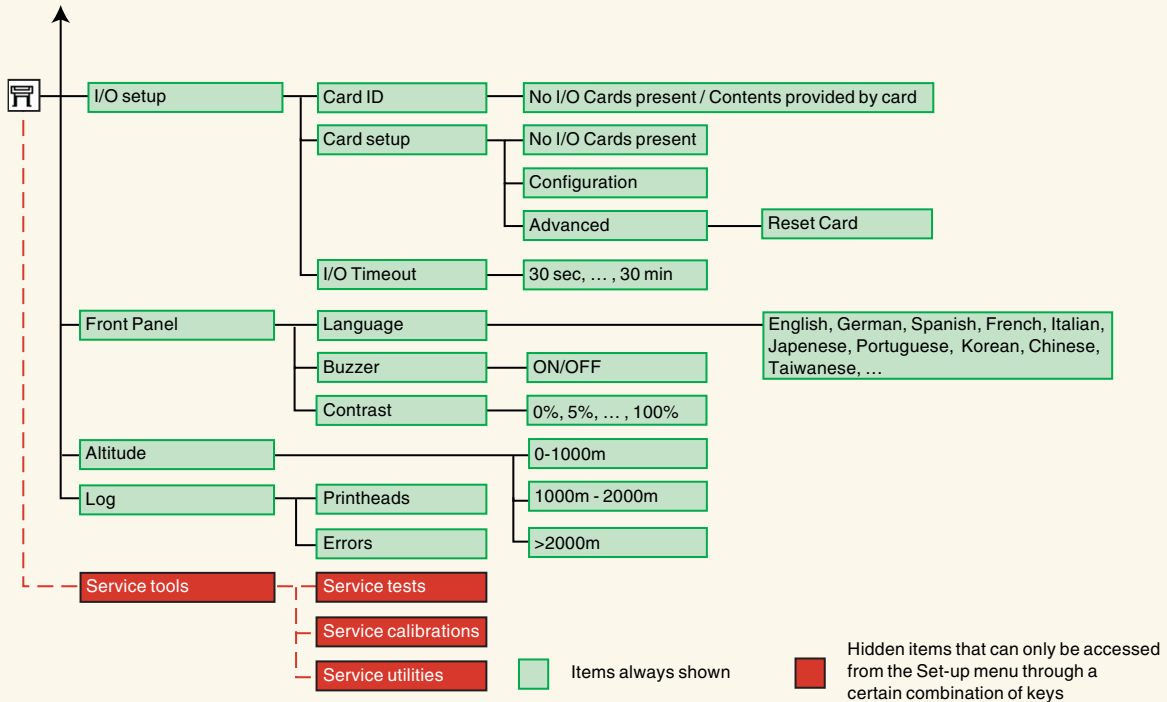 I/O setup
Card ID
No I/O Cards present / Contents provided by card
Card setup
No I/O Cards present
Configuration
Advanced
Reset Card
I/O Timeout
30 sec, … , 30 min
Front Panel
Language
English, German, Spanish, French, Italian,
Japenese, Portuguese, Korean, Chinese,
Taiwanese, …
Buzzer
ON/OFF
Contrast
0%, 5%, … , 100%
Altitude
0-1000m
1000m - 2000m
>2000m
Log
Printheads
Errors
Service tools
Service tests
Service calibrations
Service utilities
Items always shown
Hidden items that can only be accessed
from the Set-up menu through a
certain combination of keys